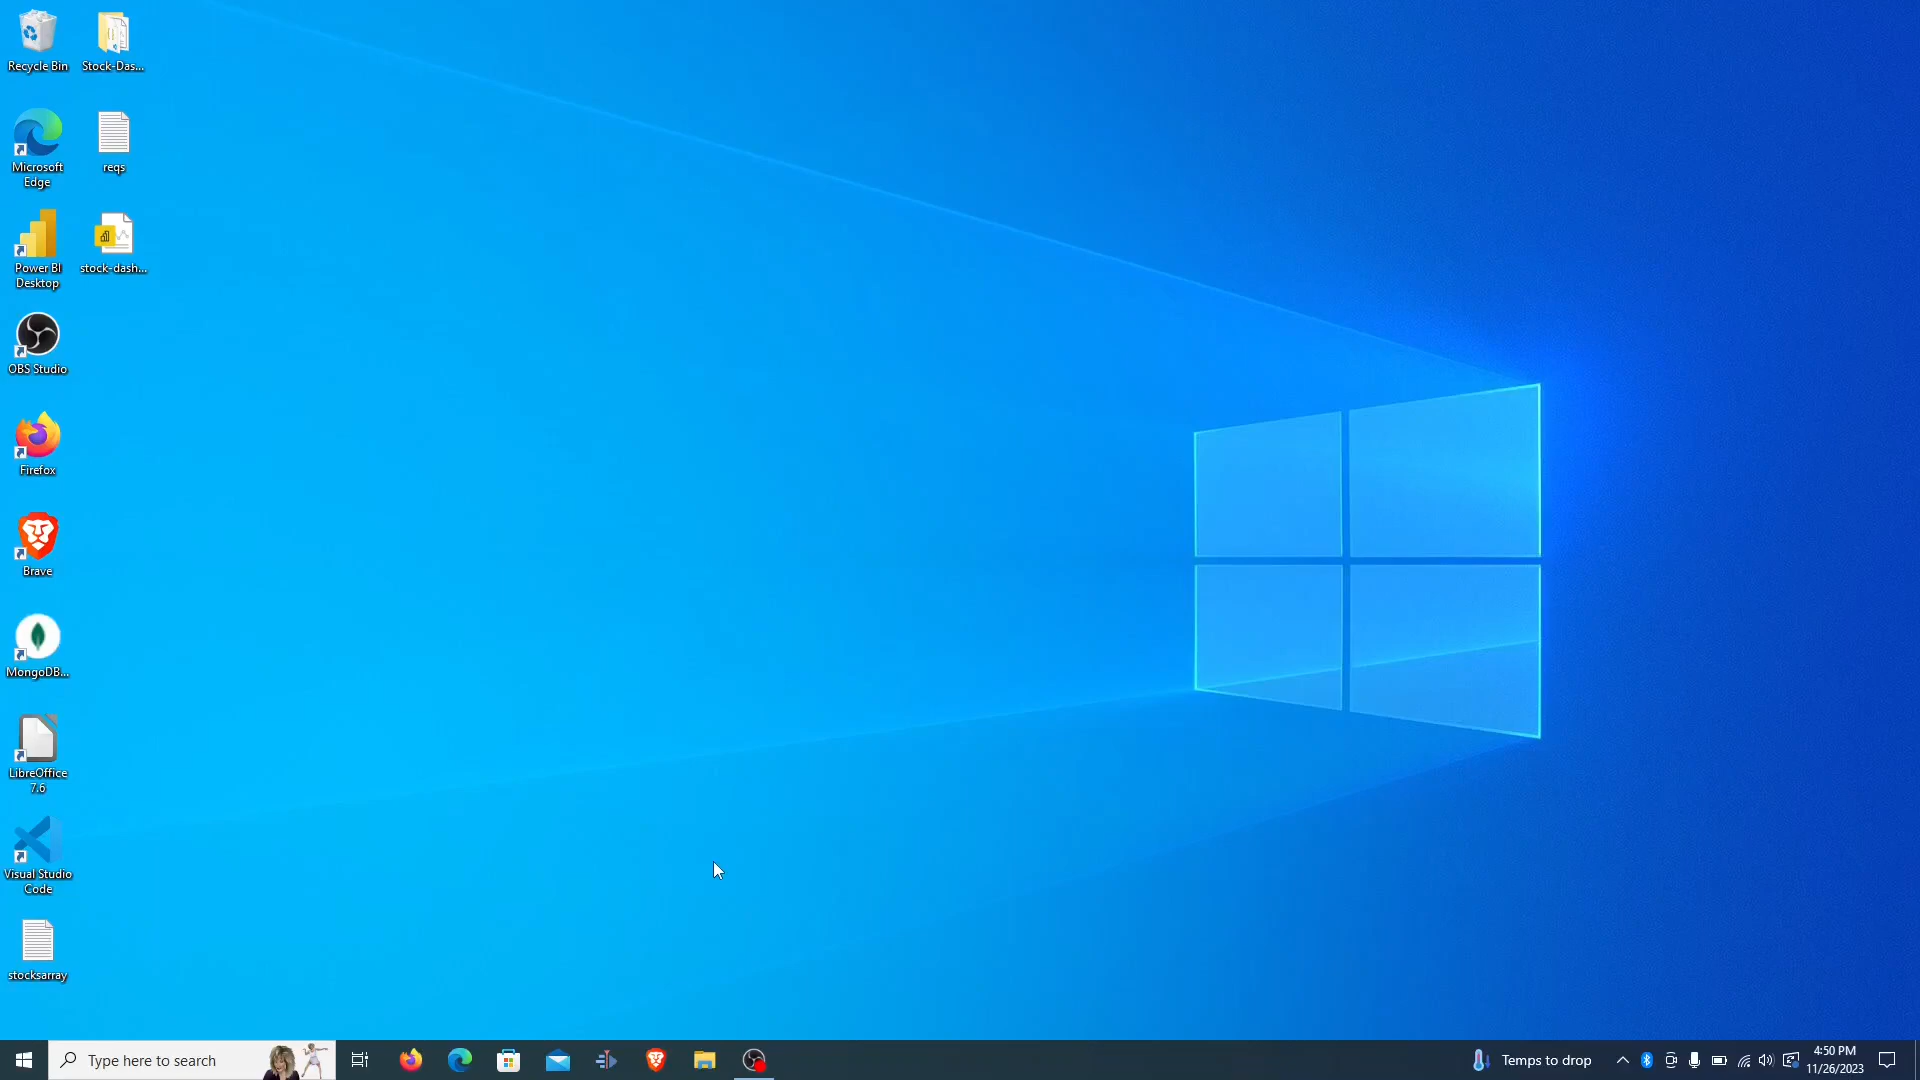 Recycle Bin
Stock-Das...
Microsoft
Edge
reqs
Power BI
Desktop
stock-dash...
OBS Studio
Firefox
Brave
MongoDB...
LibreOffice
7.6
Visual Studio
Code
stocksarray
Type here to search
Temps to drop
4:50 PM
11/26/2023